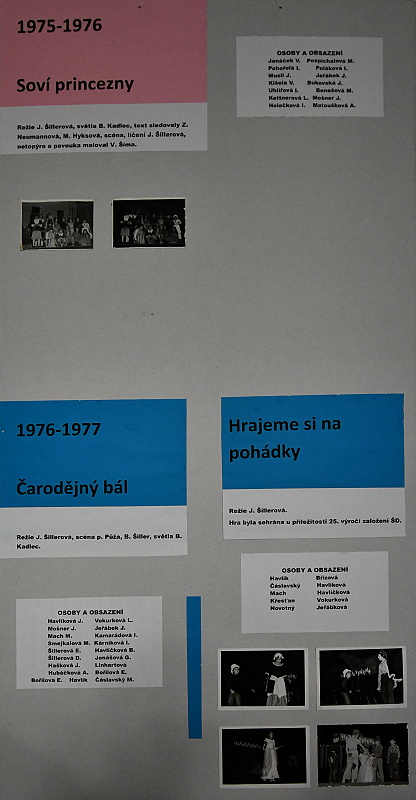 1975-1976
Soví princezny
Režie J. Šillerová, světla B. Kadlec, text sledovaly Z.
Neumannová, M. Hyksová, scéna, líčení J. Šillerová,
netopýra a pavouka maloval V. Šíma.
OSOBY A OBSAZENÍ
Janáček V. Pospíchalová M.
Pohořelá I. Poláková I.
Musil J. Jeřábek J.
Kišela V. Bukovská J.
Uhlířová I. Benešová M.
Kettnerová L. Mošner J.
Holečková I. Matoušková A.
1976-1977
Čarodějný bál
Režie J. Šillerová, scéna p. Půža, B. Šiller, světla B.
Kadlec.
OSOBY A OBSAZENÍ
Havlíková J. Vokurková L.
Mošner J. Jeřábek J.
Mach M. Kamarádová I.
Smejkalová M. Kárníková I.
Šillerová E. Havlíčková B.
Šillerová D. Jonášová G.
Hašková J. Linhartová
Hubáčková A. Bořilová E.
Bořilova E. Havlík Čáslavský M.
Hrajeme si na
pohádky
Režie J. Šillerová.
Hra byla sehrána u příležitosti 25. výročí založení ŠD.
OSOBY A OBSAZENÍ
Havlík Břízová
Čáslavský Havlíková
Mach Havlíčková
Křesťan Vokurková
Novotný Jeřábková